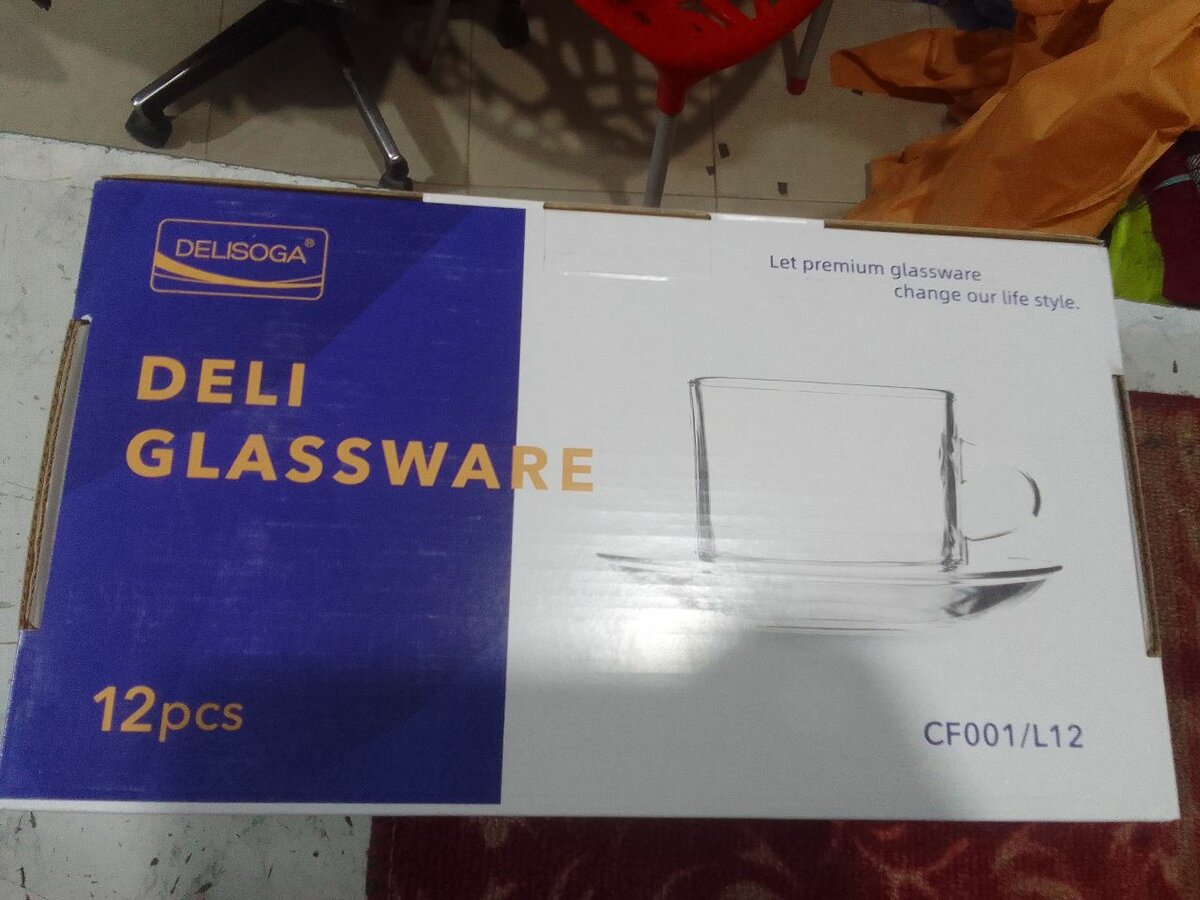 DELISOGA®
Let premium glassware
change our life style.
DELI
GLASSWARE
12pcs
CF001/L12